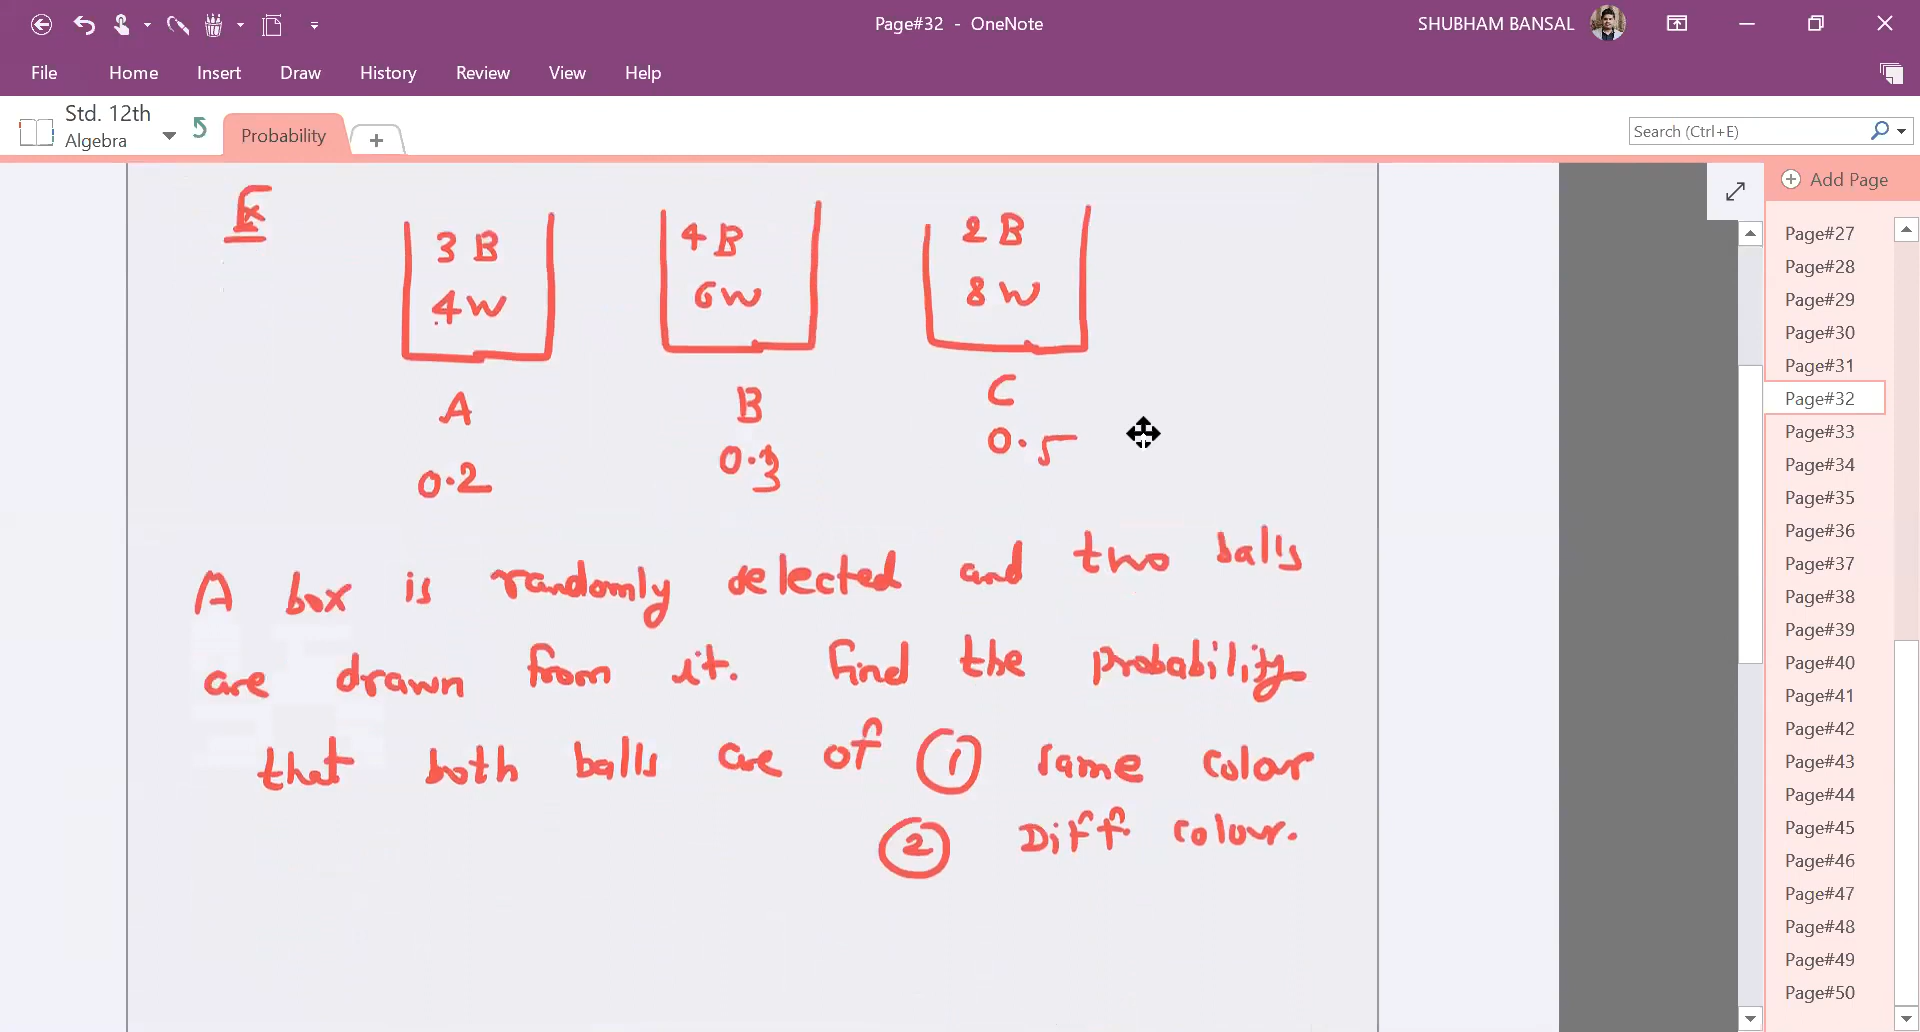 Page#32 - OneNote
SHUBHAM BANSAL
File Home Insert Draw History Review View Help
Std. 12th
Algebra
Probability
+
Search (Ctrl+E)
Add Page
Ex
3 B
4 W
4 B
6 W
2 B
8 W
A
B
C
0.2
0.3
0.5
A box is randomly selected and two balls
are drawn from it. Find the probability
that both balls are of 1 same colour
2 Diff. colour.
Page#27
Page#28
Page#29
Page#30
Page#31
Page#32
Page#33
Page#34
Page#35
Page#36
Page#37
Page#38
Page#39
Page#40
Page#41
Page#42
Page#43
Page#44
Page#45
Page#46
Page#47
Page#48
Page#49
Page#50